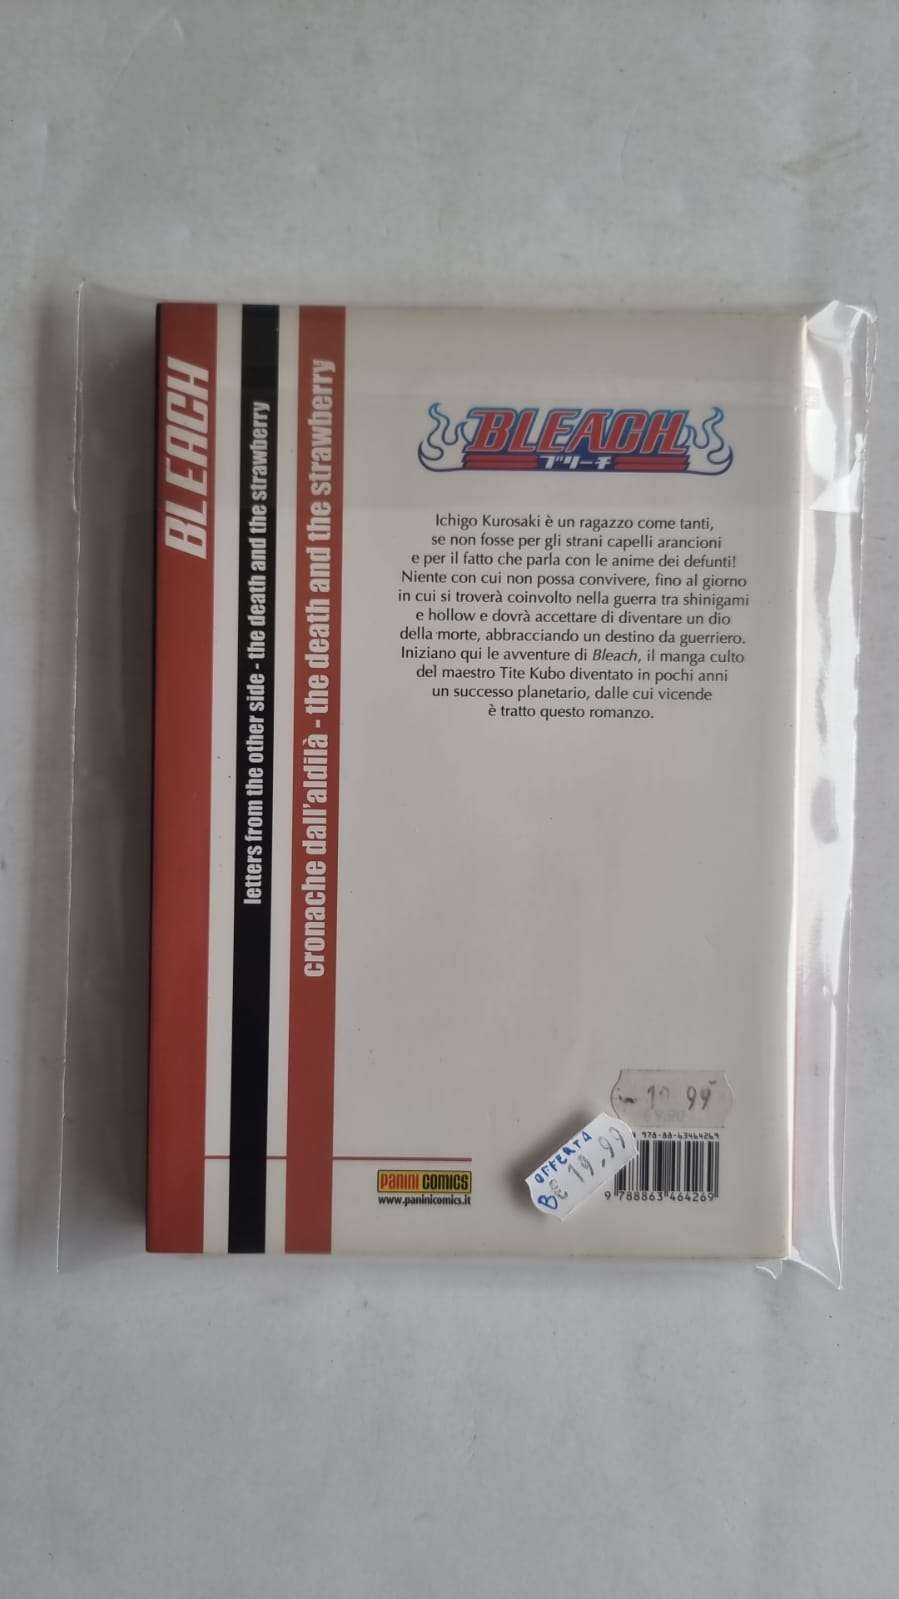 BLEACH
letters from the other side - the death and the strawberry
cronache dall'aldilà - the death and the strawberry
BLEACH
ブリーチ
Ichigo Kurosaki è un ragazzo come tanti,
se non fosse per gli strani capelli arancioni
e per il fatto che parla con le anime dei defunti!
Niente con cui non possa convivere, fino al giorno
in cui si troverà coinvolto nella guerra tra shinigami
e hollow e dovrà accettare di diventare un dio
della morte, abbracciando un destino da guerriero.
Iniziano qui le avventure di Bleach, il manga culto
del maestro Tite Kubo diventato in pochi anni
un successo planetario, dalle cui vicende
è tratto questo romanzo.
99
OFFERTA
19,99
978-88-63464269
9 788863 464269
PANINI COMICS
www.paninicomics.it